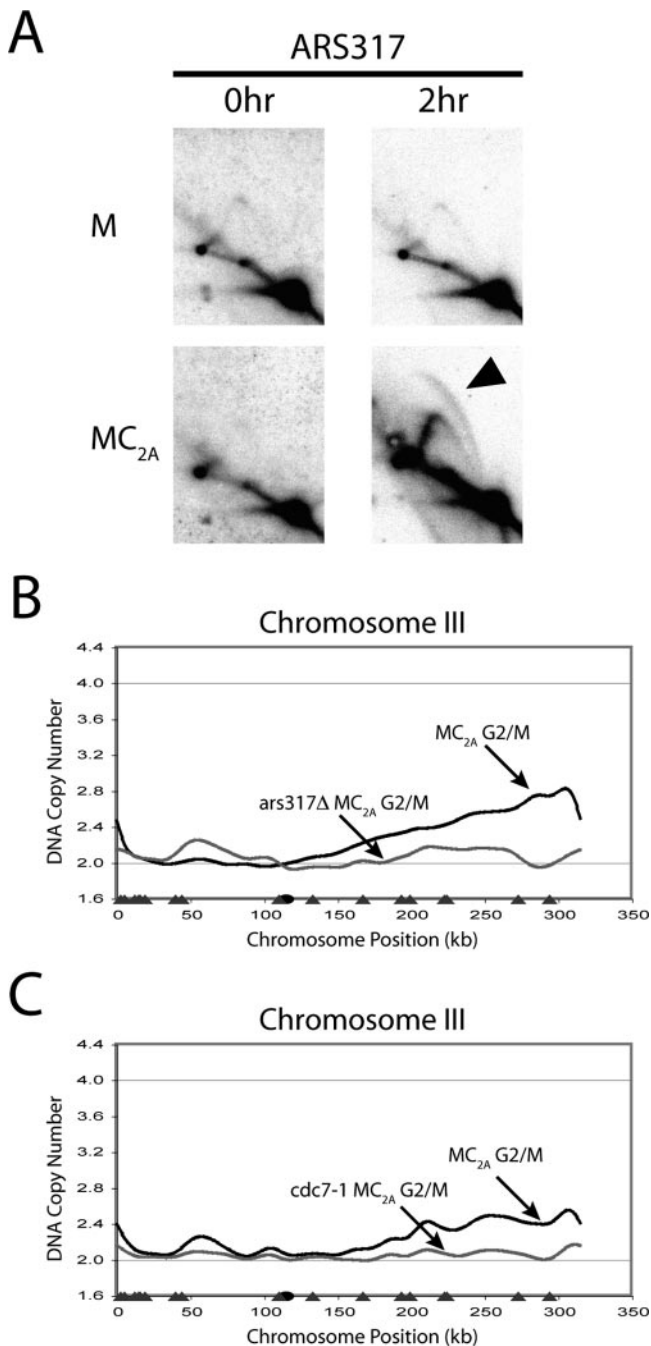 A
ARS317
0hr 2hr
M
MC2A
B
Chromosome III
DNA Copy Number
4.4
4.0
3.6
3.2
2.8
2.4
2.0
1.6
MC2A G2/M
ars317Δ MC2A G2/M
0 50 100 150 200 250 300 350
Chromosome Position (kb)
C
Chromosome III
DNA Copy Number
4.4
4.0
3.6
3.2
2.8
2.4
2.0
1.6
MC2A G2/M
cdc7-1 MC2A G2/M
0 50 100 150 200 250 300 350
Chromosome Position (kb)